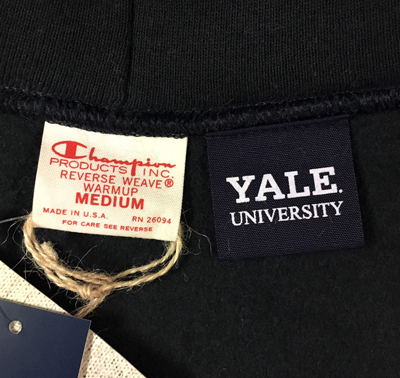 Champion
PRODUCTS INC.
REVERSE WEAVE®
WARMUP
MEDIUM
MADE IN U.S.A. RN 26094
FOR CARE SEE REVERSE
YALE.
UNIVERSITY